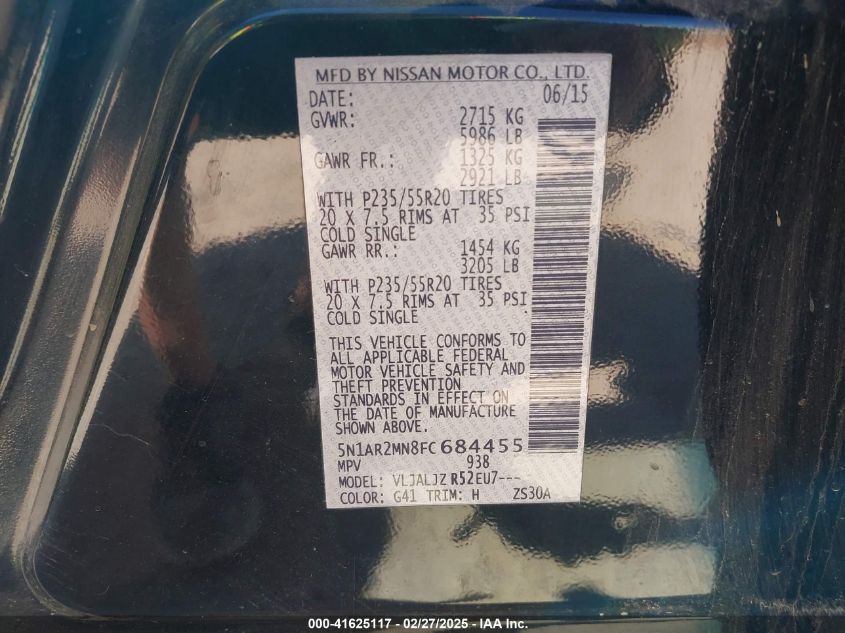 MFD BY NISSAN MOTOR CO., LTD.
DATE: 06/15
GVWR: 2715 KG
5986 LB
GAWR FR.: 1325 KG
2921 LB
WITH P235/55R20 TIRES
20 X 7.5 RIMS AT 35 PSI
COLD SINGLE
GAWR RR.: 1454 KG
3205 LB
WITH P235/55R20 TIRES
20 X 7.5 RIMS AT 35 PSI
COLD SINGLE
THIS VEHICLE CONFORMS TO
ALL APPLICABLE FEDERAL
MOTOR VEHICLE SAFETY AND
THEFT PREVENTION
STANDARDS IN EFFECT ON
THE DATE OF MANUFACTURE
SHOWN ABOVE.
5N1AR2MN8FC684455
MPV 938
MODEL: VLJALJZ R52EU7---
COLOR: G41 TRIM: H ZS30A
000-41625117 - 02/27/2025 - IAA Inc.